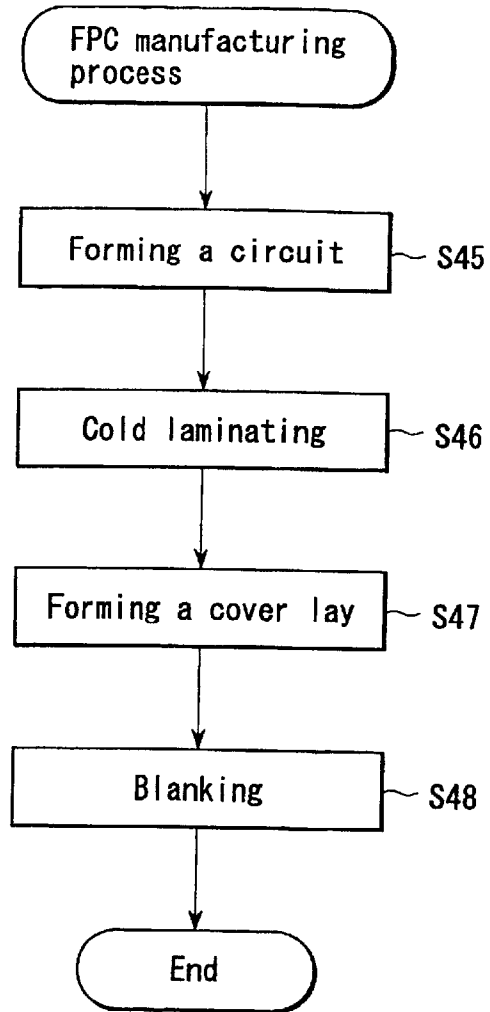 FPC manufacturing
process
Forming a circuit
S45
Cold laminating
S46
Forming a cover lay
S47
Blanking
S48
End